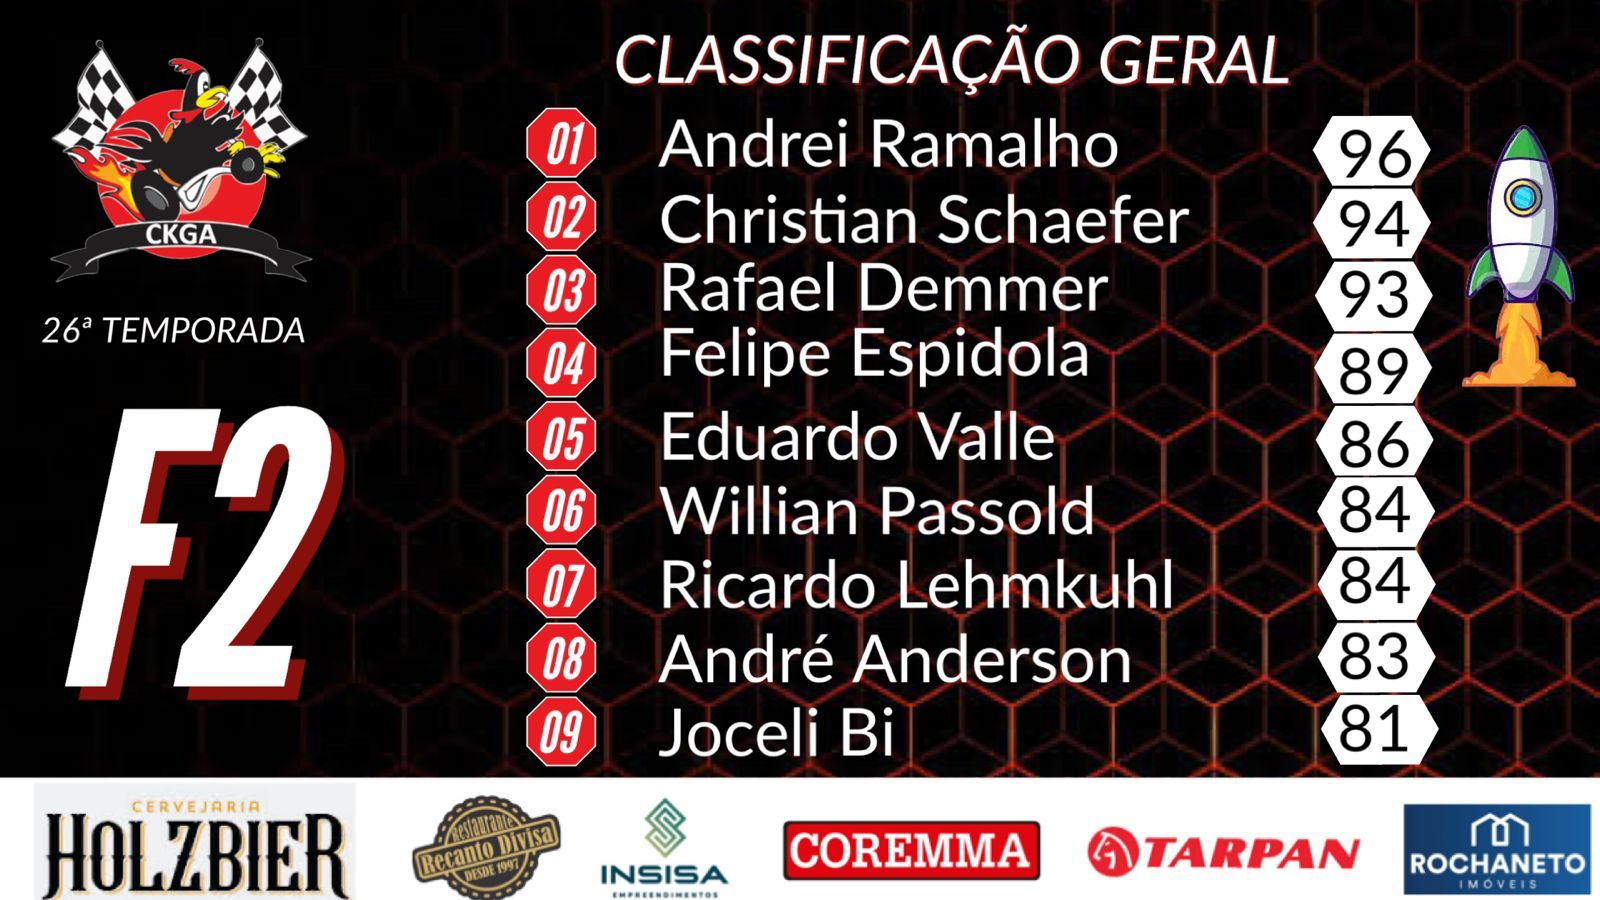 CLASSIFICAÇÃO GERAL
CKGA
26ª TEMPORADA
F2
01 Andrei Ramalho 96
02 Christian Schaefer 94
03 Rafael Demmer 93
04 Felipe Espidola 89
05 Eduardo Valle 86
06 Willian Passold 84
07 Ricardo Lehmkuhl 84
08 André Anderson 83
09 Joceli Bi 81
CERVEJARIA
HOLZBIER
Restaurante
Recanto Divisa
DESDE 1997
INSISA
EMPREENDIMENTOS
COREMMA
TARPAN
ROCHANETO
IMÓVEIS